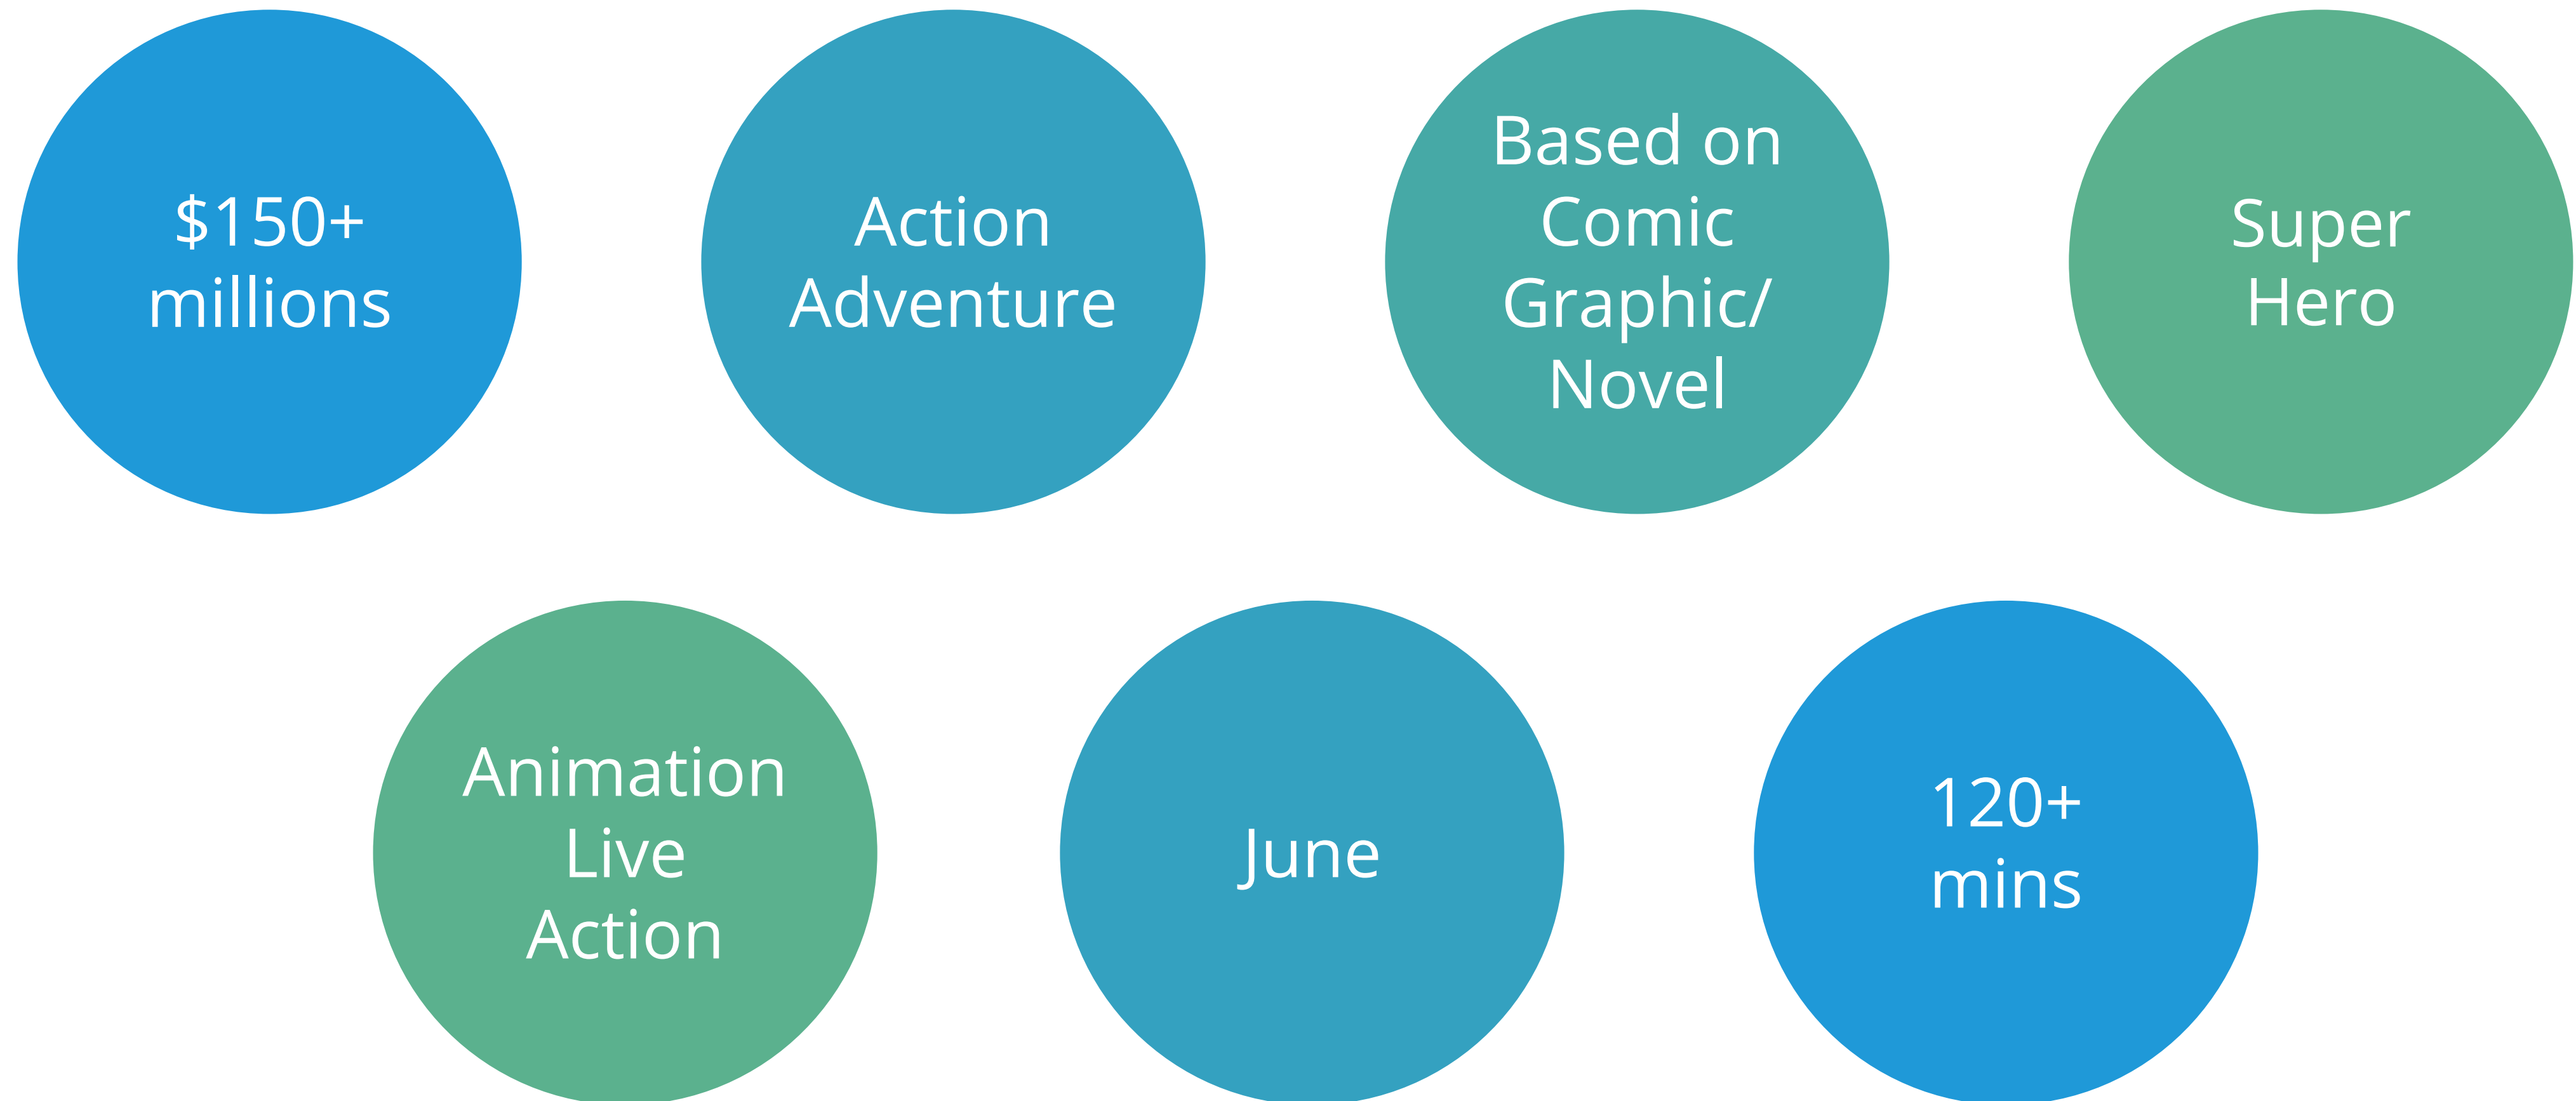 $150+
millions
Action
Adventure
Based on
Comic
Graphic/
Novel
Super
Hero
Animation
Live
Action
June
120+
mins